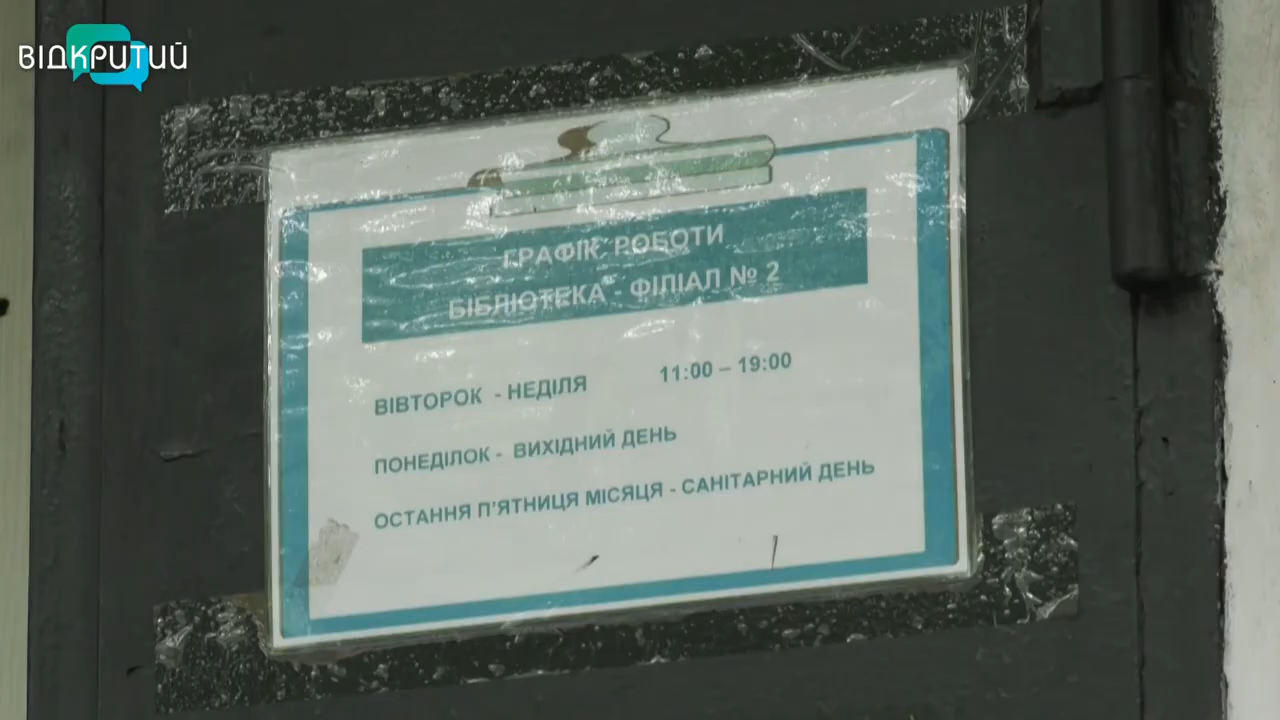 ВІДКРИТИЙ
ГРАФІК РОБОТИ
БІБЛІОТЕКА - ФІЛІАЛ № 2
ВІВТОРОК - НЕДІЛЯ 11:00 – 19:00
ПОНЕДІЛОК - ВИХІДНИЙ ДЕНЬ
ОСТАННЯ П'ЯТНИЦЯ МІСЯЦЯ - САНІТАРНИЙ ДЕНЬ